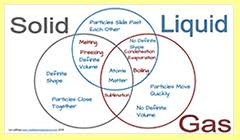 Solid
Liquid
Particles Slide Past
Each Other
Melting
Freezing
Definite
Volume
No Definite
Shape
Condensation
Evaporation
Definite
Shape
Atoms
Matter
Boiling
Particles Close
Together
Sublimation
Particles Move
Quickly
No Definite
Volume
Gas